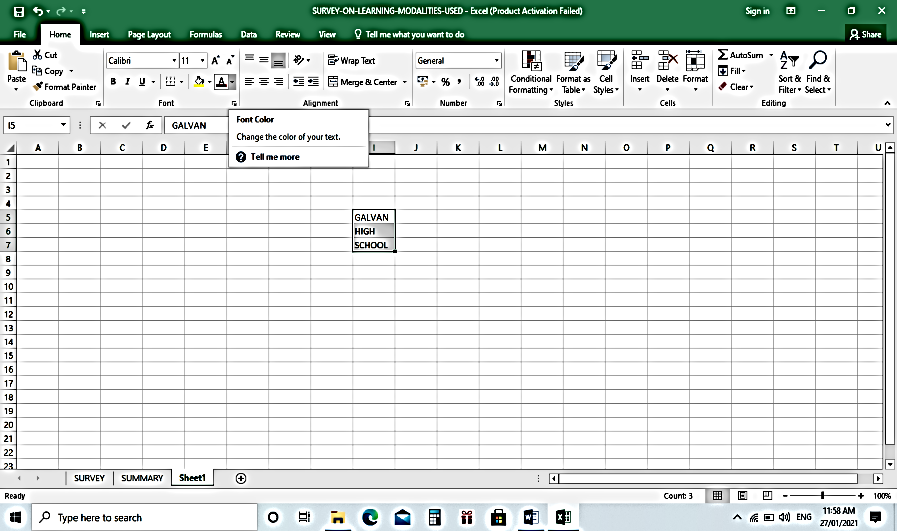 SURVEY-ON-LEARNING-MODALITIES-USED - Excel (Product Activation Failed)
Sign in
File Home Insert Page Layout Formulas Data Review View Tell me what you want to do Share
Paste
Cut
Copy
Format Painter
Clipboard
Calibri 11
B I U
Font
Wrap Text
Merge & Center
Alignment
General
% ,
Number
Conditional Formatting
Format as Table
Cell Styles
Styles
Insert Delete Format
Cells
AutoSum
Fill
Clear
Sort & Filter
Find & Select
Editing
I5 fx GALVAN
Font Color
Change the color of your text.
Tell me more
A B C D E I J K L M N O P Q R S T U
1
2
3
4
5 GALVAN
6 HIGH
7 SCHOOL
8
9
10
11
12
13
14
15
16
17
18
19
20
21
22
23
SURVEY SUMMARY Sheet1
Ready Count: 3 100%
Type here to search
ENG
11:58 AM
27/01/2021